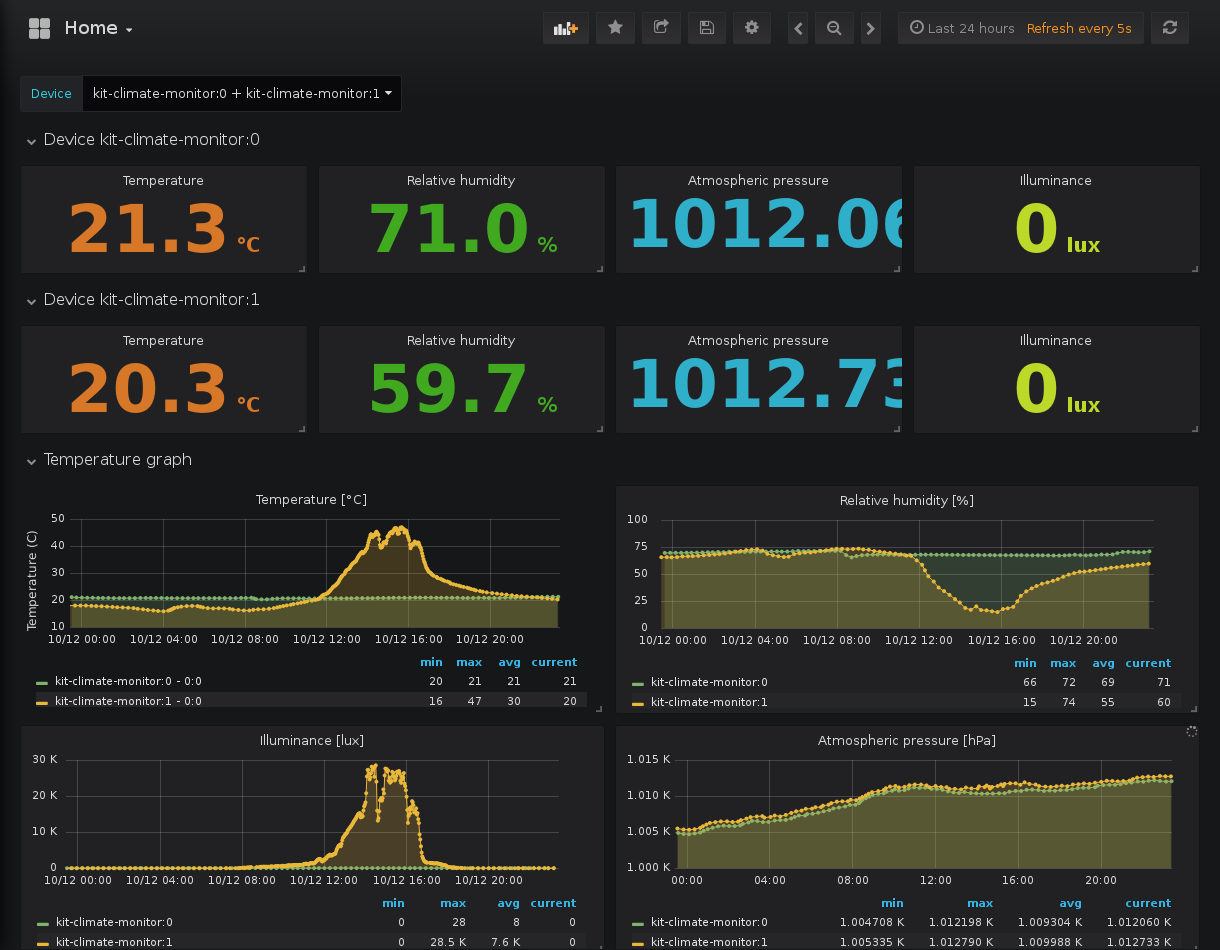 Home
Last 24 hours Refresh every 5s
Device kit-climate-monitor:0 + kit-climate-monitor:1
Device kit-climate-monitor:0
Temperature Relative humidity Atmospheric pressure Illuminance
21.3 °C 71.0 % 1012.06 0 lux
Device kit-climate-monitor:1
Temperature Relative humidity Atmospheric pressure Illuminance
20.3 °C 59.7 % 1012.73 0 lux
Temperature graph
Temperature [°C]
Temperature (C)
50
40
30
20
10
10/12 00:00 10/12 04:00 10/12 08:00 10/12 12:00 10/12 16:00 10/12 20:00
min max avg current
kit-climate-monitor:0 - 0:0 20 21 21 21
kit-climate-monitor:1 - 0:0 16 47 30 20
Relative humidity [%]
100
75
50
25
0
10/12 00:00 10/12 04:00 10/12 08:00 10/12 12:00 10/12 16:00 10/12 20:00
min max avg current
kit-climate-monitor:0 66 72 69 71
kit-climate-monitor:1 15 74 55 60
Illuminance [lux]
30 K
20 K
10 K
0
10/12 00:00 10/12 04:00 10/12 08:00 10/12 12:00 10/12 16:00 10/12 20:00
min max avg current
kit-climate-monitor:0 0 28 8 0
kit-climate-monitor:1 0 28.5 K 7.6 K 0
Atmospheric pressure [hPa]
1.015 K
1.010 K
1.005 K
1.000 K
00:00 04:00 08:00 12:00 16:00 20:00
min max avg current
kit-climate-monitor:0 1.004708 K 1.012198 K 1.009304 K 1.012060 K
kit-climate-monitor:1 1.005335 K 1.012790 K 1.009988 K 1.012733 K